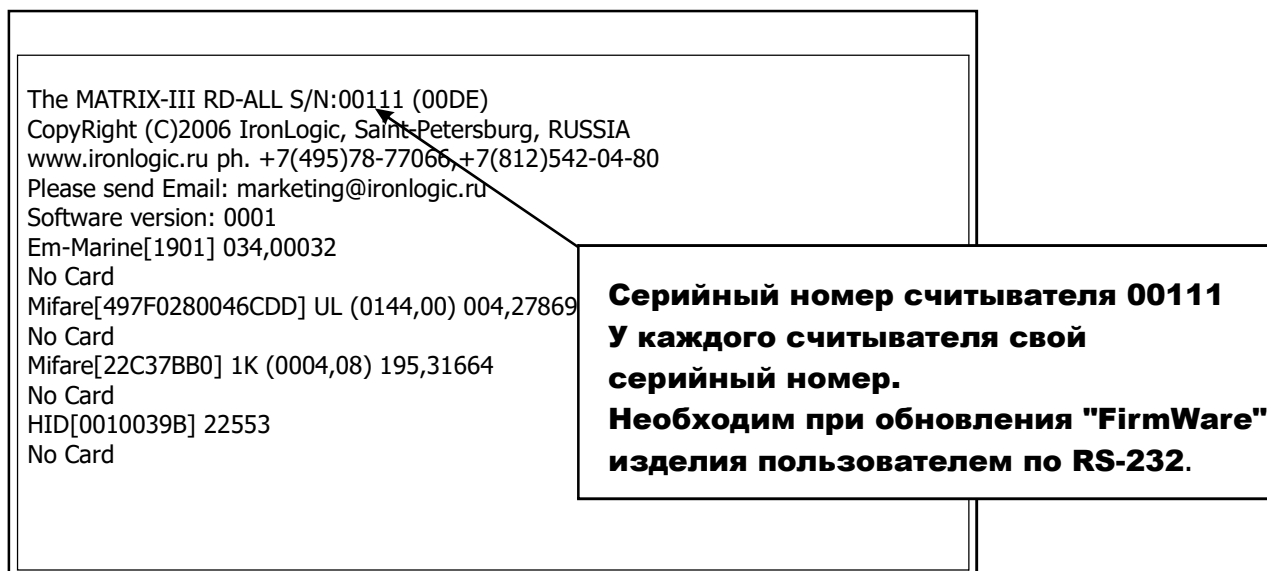 The MATRIX-III RD-ALL S/N:00111 (00DE)
CopyRight (C)2006 IronLogic, Saint-Petersburg, RUSSIA
www.ironlogic.ru ph. +7(495)78-77066,+7(812)542-04-80
Please send Email: marketing@ironlogic.ru
Software version: 0001
Em-Marine[1901] 034,00032
No Card
Mifare[497F0280046CDD] UL (0144,00) 004,27869
No Card
Mifare[22C37BB0] 1K (0004,08) 195,31664
No Card
HID[0010039B] 22553
No Card
Серийный номер считывателя 00111
У каждого считывателя свой
серийный номер.
Необходим при обновления "FirmWare"
изделия пользователем по RS-232.